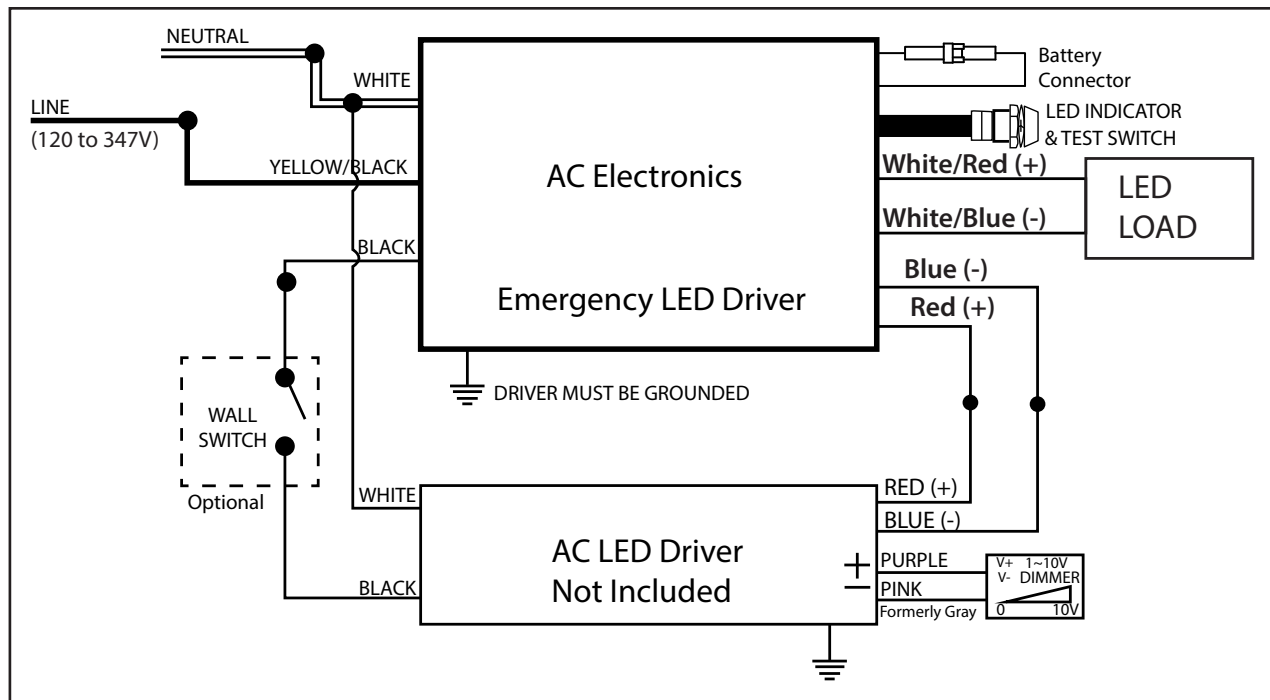 NEUTRAL
WHITE
LINE
(120 to 347V)
YELLOW/BLACK
BLACK
AC Electronics
Emergency LED Driver
Battery
Connector
LED INDICATOR
& TEST SWITCH
White/Red (+)
White/Blue (-)
LED
LOAD
Blue (-)
Red (+)
DRIVER MUST BE GROUNDED
WALL
SWITCH
Optional
WHITE
BLACK
AC LED Driver
Not Included
RED (+)
BLUE (-)
+ PURPLE
− PINK
Formerly Gray
V+ 1~10V
V- DIMMER
0 10V